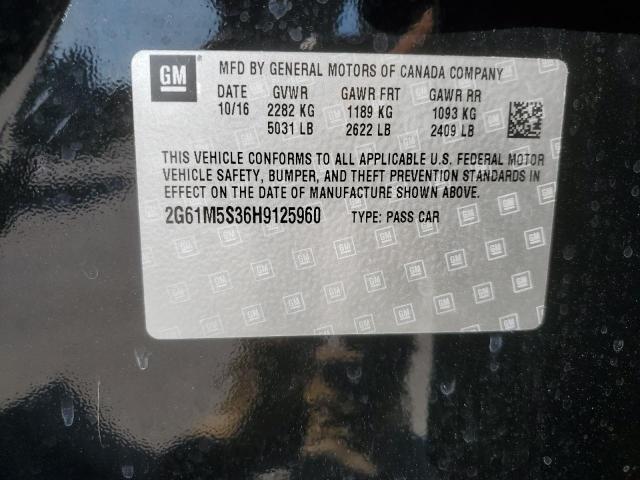 GM MFD BY GENERAL MOTORS OF CANADA COMPANY
DATE GVWR GAWR FRT GAWR RR
10/16 2282 KG 1189 KG 1093 KG
5031 LB 2622 LB 2409 LB
THIS VEHICLE CONFORMS TO ALL APPLICABLE U.S. FEDERAL MOTOR
VEHICLE SAFETY, BUMPER, AND THEFT PREVENTION STANDARDS IN
EFFECT ON THE DATE OF MANUFACTURE SHOWN ABOVE.
2G61M5S36H9125960 TYPE: PASS CAR